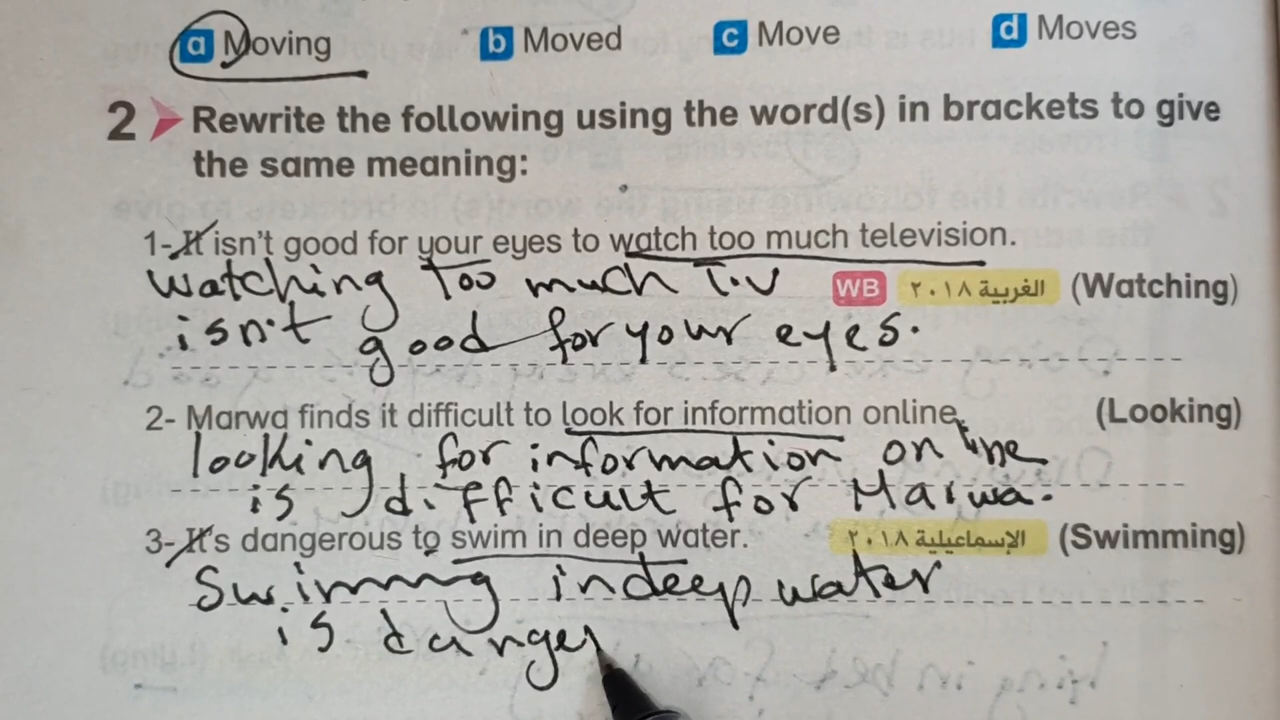 a Moving b Moved c Move d Moves
2 Rewrite the following using the word(s) in brackets to give
the same meaning:
1- It isn't good for your eyes to watch too much television.
Watching too much T.V WB الغربية ٢٠١٨ (Watching)
isn't good for your eyes.
2- Marwa finds it difficult to look for information online. (Looking)
looking for information on line
is difficult for Marwa.
3- It's dangerous to swim in deep water. الإسماعيلية ٢٠١٨ (Swimming)
Swimming in deep water
is danger